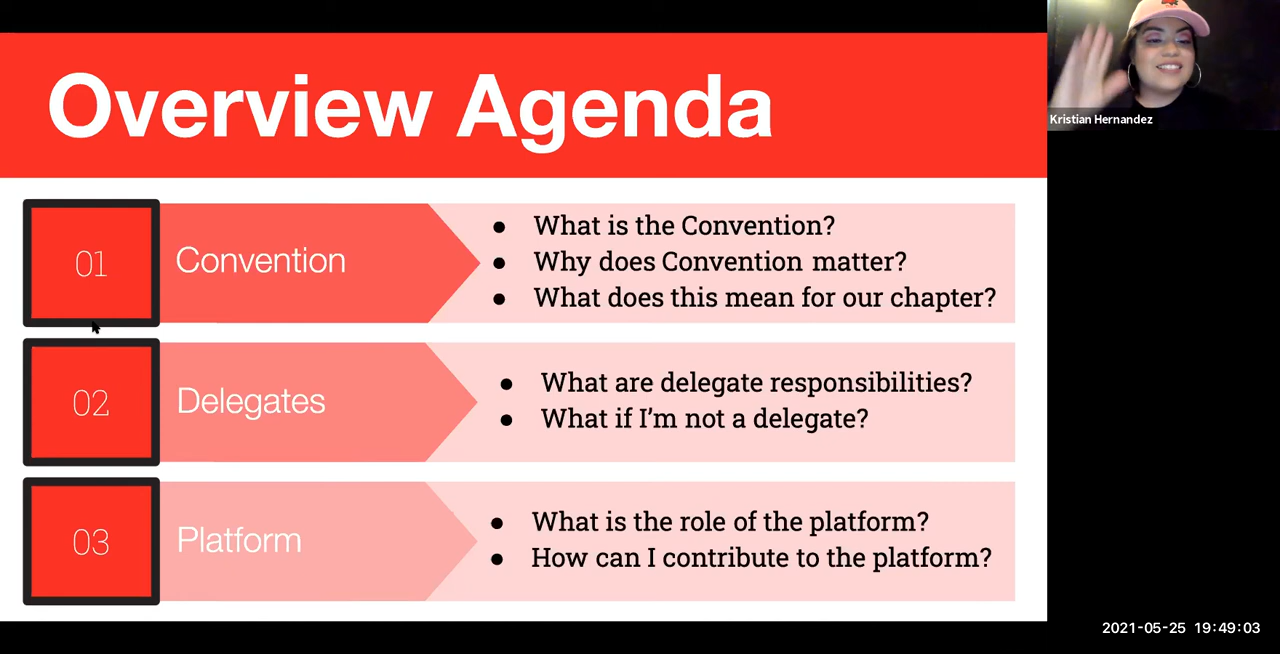 Overview Agenda
Kristian Hernandez
01
Convention
● What is the Convention?
● Why does Convention matter?
● What does this mean for our chapter?
02
Delegates
● What are delegate responsibilities?
● What if I’m not a delegate?
03
Platform
● What is the role of the platform?
● How can I contribute to the platform?
2021-05-25 19:49:03